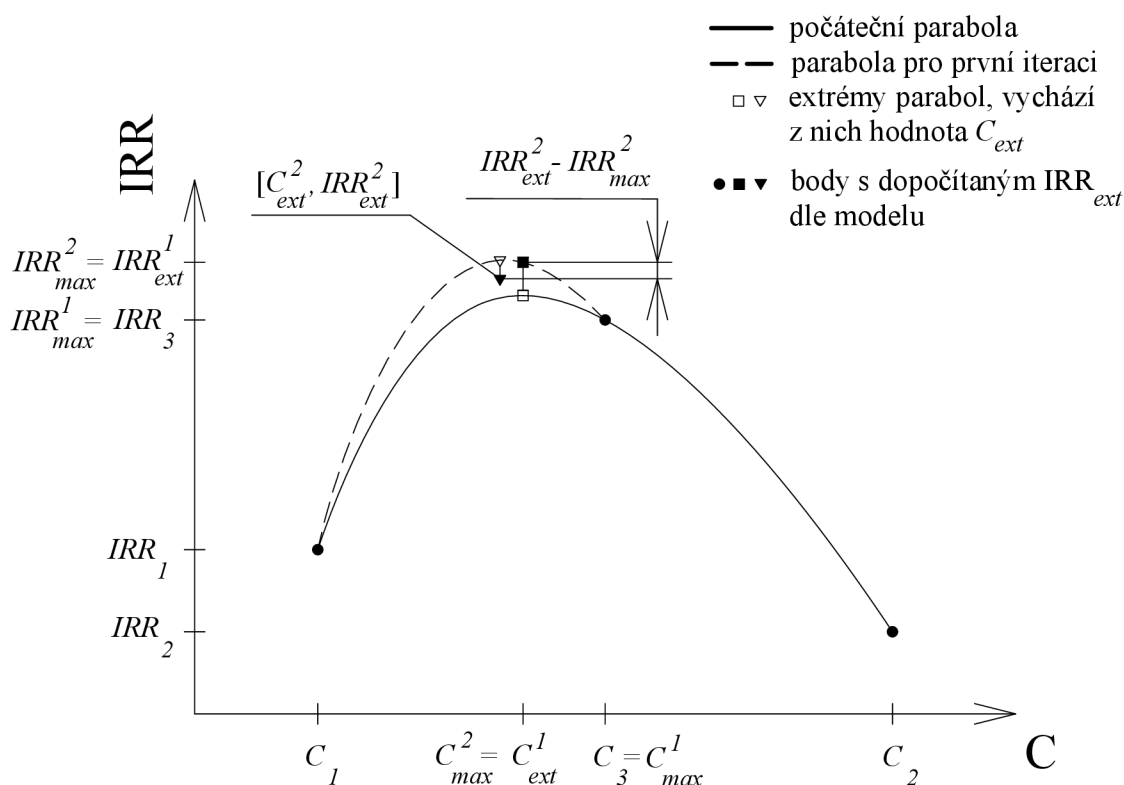 počáteční parabola
parabola pro první iteraci
extrémy parabol, vychází
z nich hodnota C_ext
body s dopočítaným IRR_ext
dle modelu
IRR
[C²_ext, IRR²_ext]
IRR²_ext - IRR²_max
IRR²_max = IRR¹_ext
IRR¹_max = IRR_3
IRR_1
IRR_2
C_1
C²_max = C¹_ext
C_3 = C¹_max
C_2
C